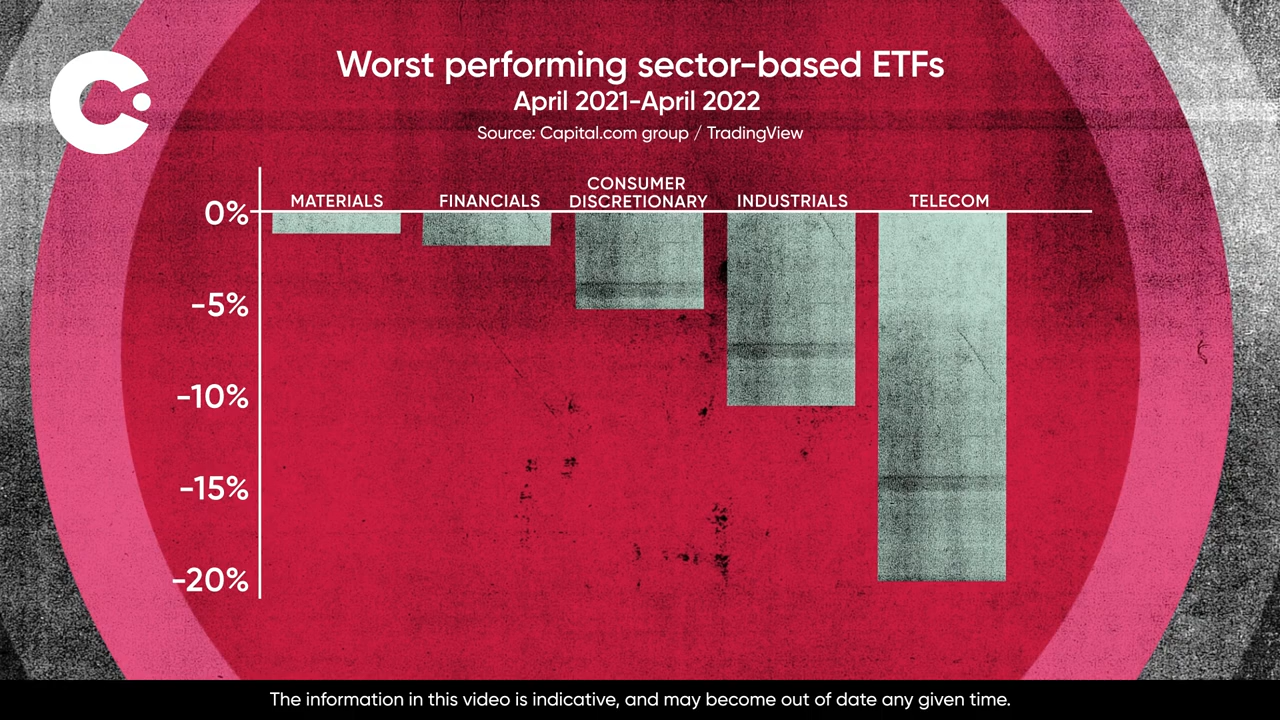 Worst performing sector-based ETFs
April 2021-April 2022
Source: Capital.com group / TradingView
MATERIALS
FINANCIALS
CONSUMER
DISCRETIONARY
INDUSTRIALS
TELECOM
0%
-5%
-10%
-15%
-20%
The information in this video is indicative, and may become out of date any given time.